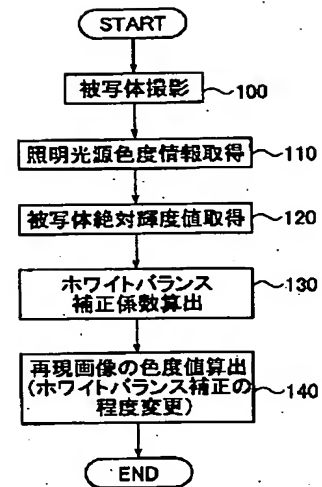 START
被写体撮影
100
照明光源色度情報取得
110
被写体絶対輝度値取得
120
ホワイトバランス
補正係数算出
130
再現画像の色度値算出
(ホワイトバランス補正の
程度変更)
140
END